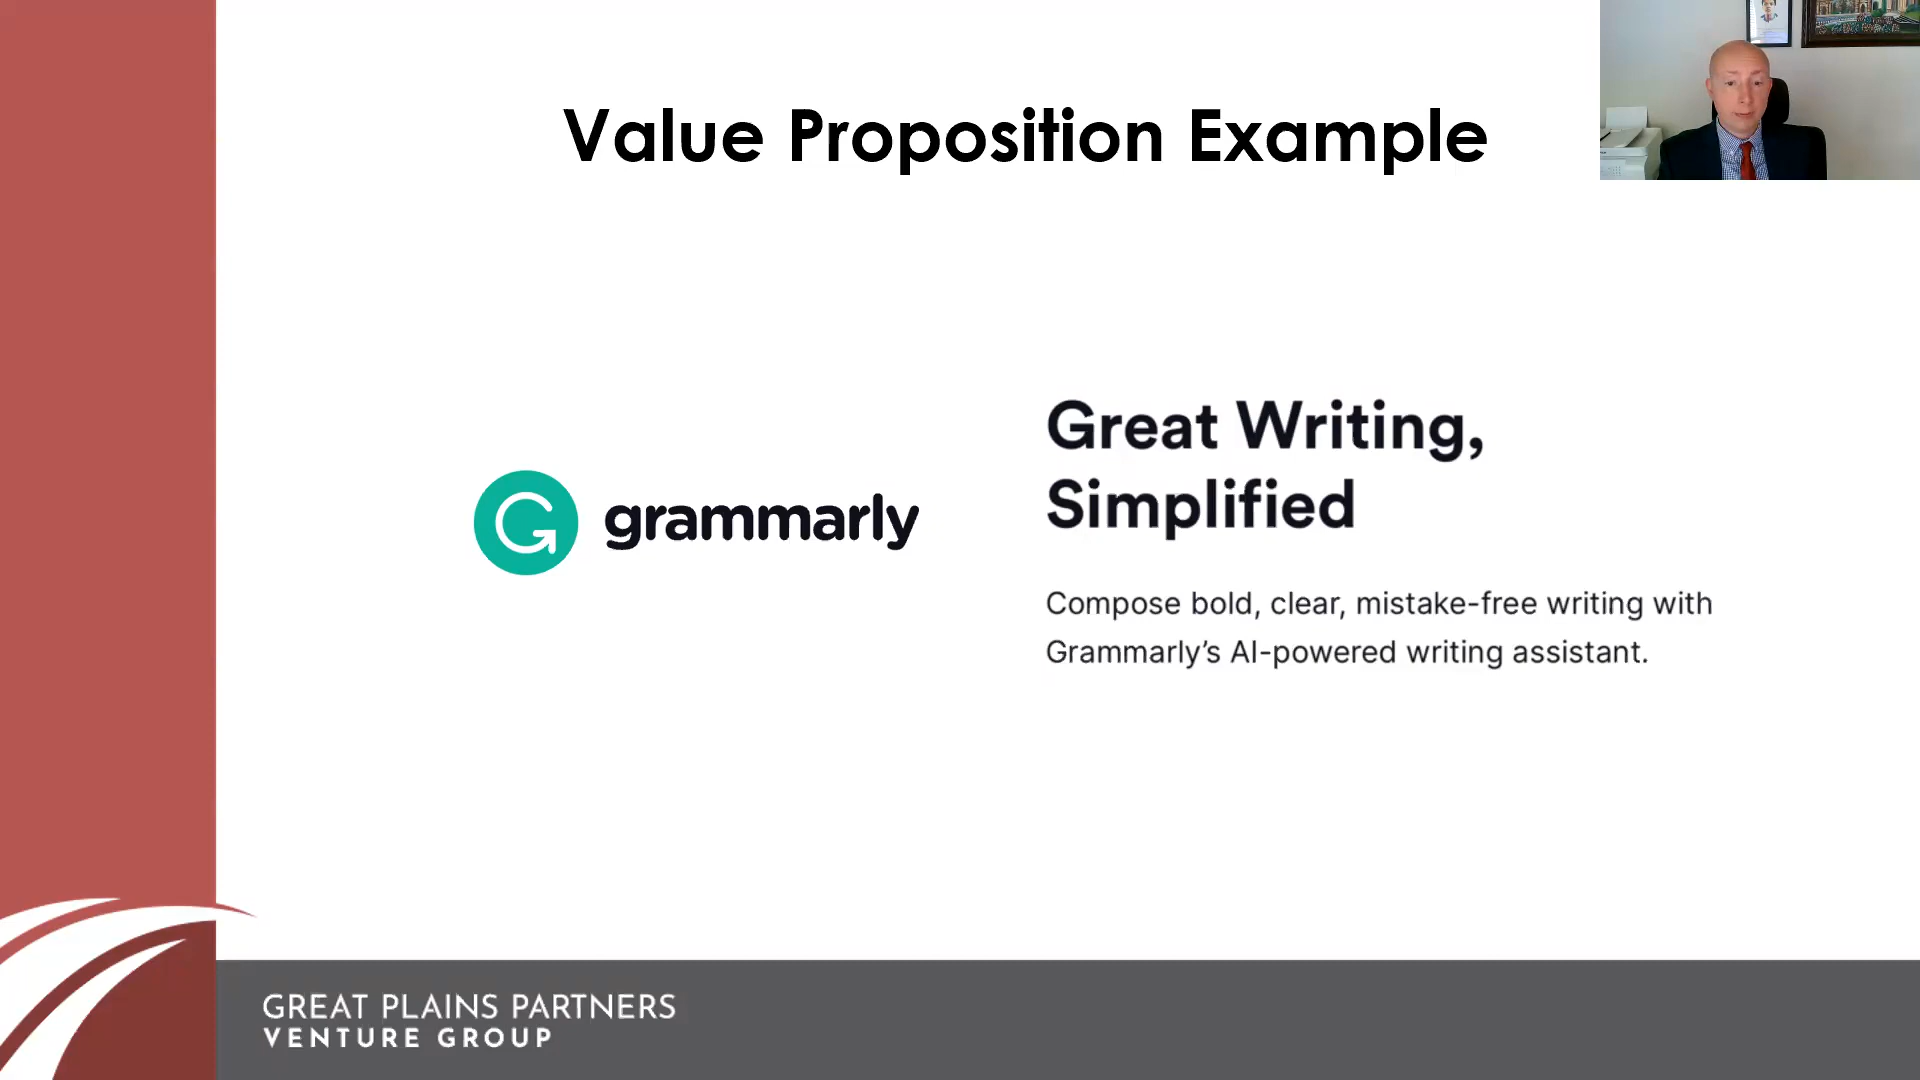 Value Proposition Example
grammarly
Great Writing,
Simplified
Compose bold, clear, mistake-free writing with
Grammarly’s AI-powered writing assistant.
GREAT PLAINS PARTNERS
VENTURE GROUP